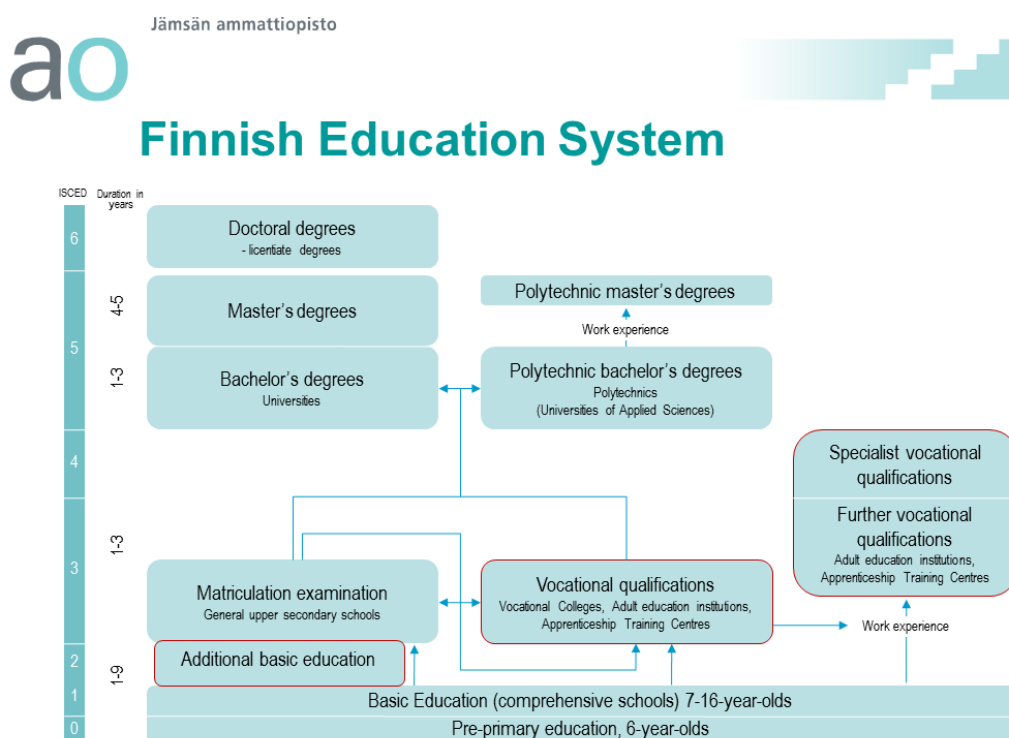 Jämsän ammattiopisto
ao
Finnish Education System
ISCED
Duration in
years
6
Doctoral degrees
- licentiate degrees
4-5
Master's degrees
Polytechnic master's degrees
Work experience
5
1-3
Bachelor's degrees
Universities
Polytechnic bachelor's degrees
Polytechnics
(Universities of Applied Sciences)
4
Specialist vocational
qualifications
Further vocational
qualifications
Adult education institutions,
Apprenticeship Training Centres
3
1-3
Matriculation examination
General upper secondary schools
Vocational qualifications
Vocational Colleges, Adult education institutions,
Apprenticeship Training Centres
Work experience
2
1-9
Additional basic education
1
Basic Education (comprehensive schools) 7-16-year-olds
0
Pre-primary education, 6-year-olds